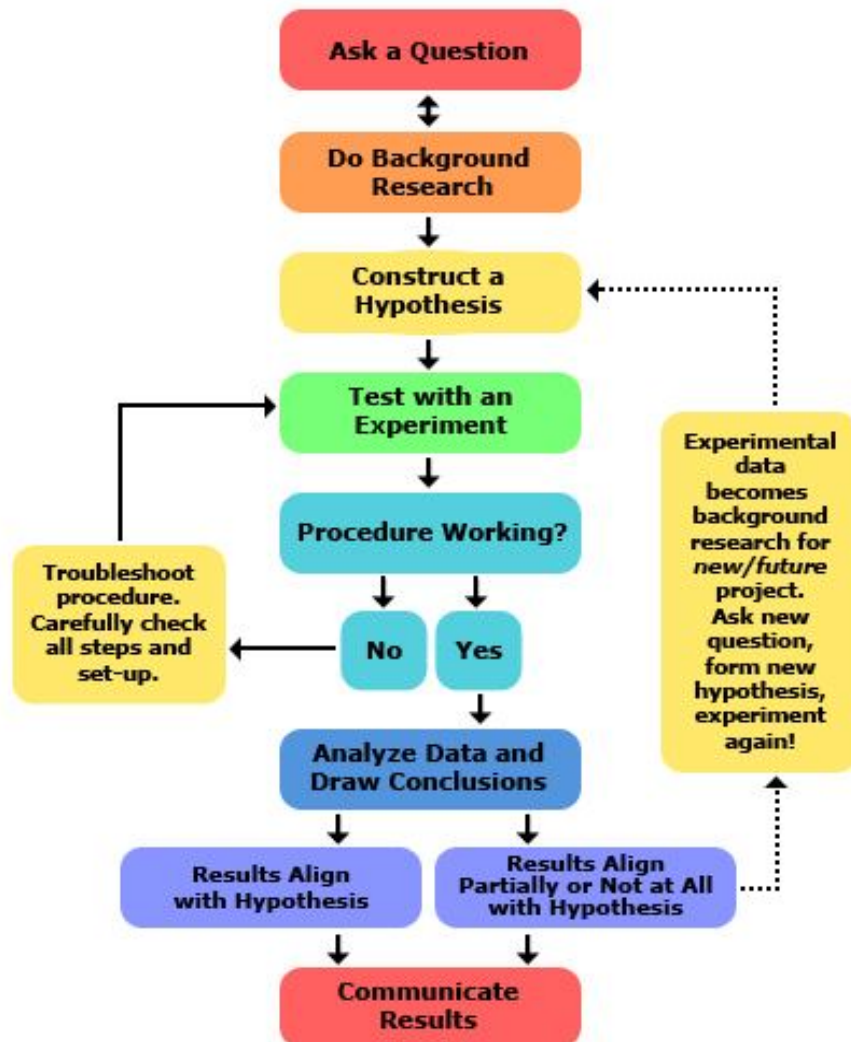 Ask a Question
Do Background
Research
Construct a
Hypothesis
Test with an
Experiment
Procedure Working?
No
Yes
Troubleshoot
procedure.
Carefully check
all steps and
set-up.
Experimental
data
becomes
background
research for
new/future
project.
Ask new
question,
form new
hypothesis,
experiment
again!
Analyze Data and
Draw Conclusions
Results Align
with Hypothesis
Results Align
Partially or Not at All
with Hypothesis
Communicate
Results